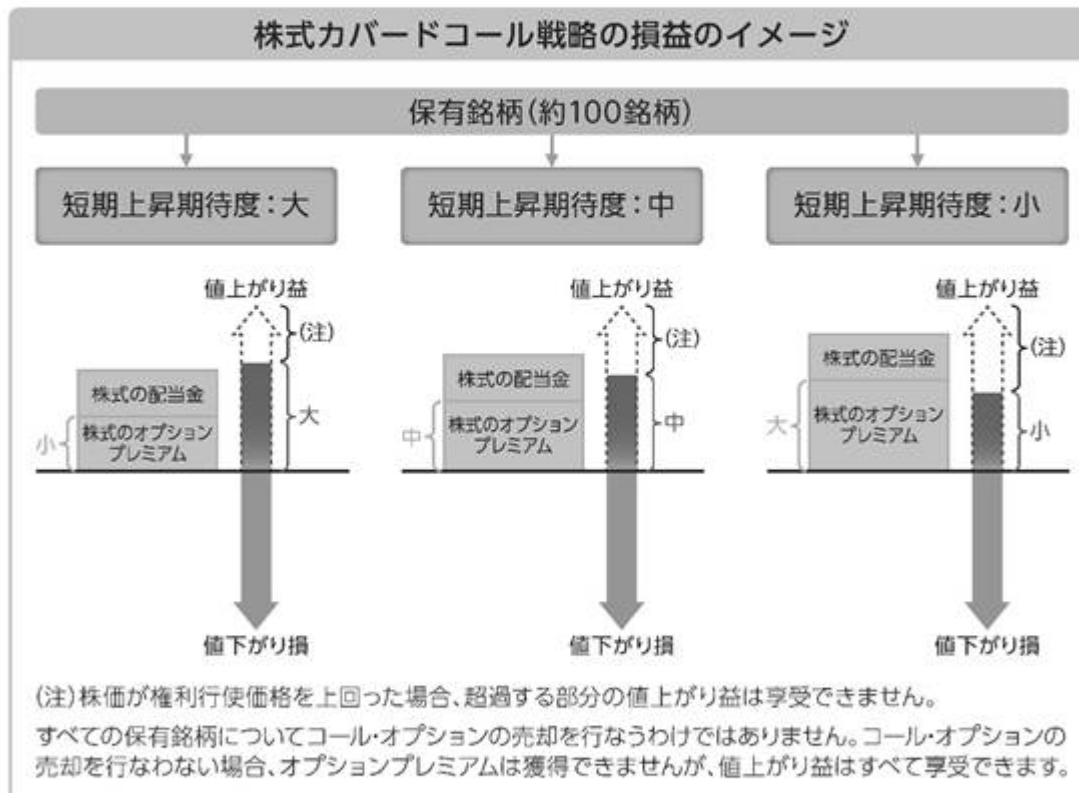 株式カバードコール戦略の損益のイメージ
保有銘柄(約100銘柄)
短期上昇期待度:大
短期上昇期待度:中
短期上昇期待度:小
値上がり益
(注)
株式の配当金
大
小
株式のオプション
プレミアム
値下がり損
値上がり益
(注)
株式の配当金
中
中
株式のオプション
プレミアム
値下がり損
値上がり益
(注)
株式の配当金
大
株式のオプション
プレミアム
小
値下がり損
(注)株価が権利行使価格を上回った場合、超過する部分の値上がり益は享受できません。
すべての保有銘柄についてコール・オプションの売却を行なうわけではありません。コール・オプションの
売却を行なわない場合、オプションプレミアムは獲得できませんが、値上がり益はすべて享受できます。